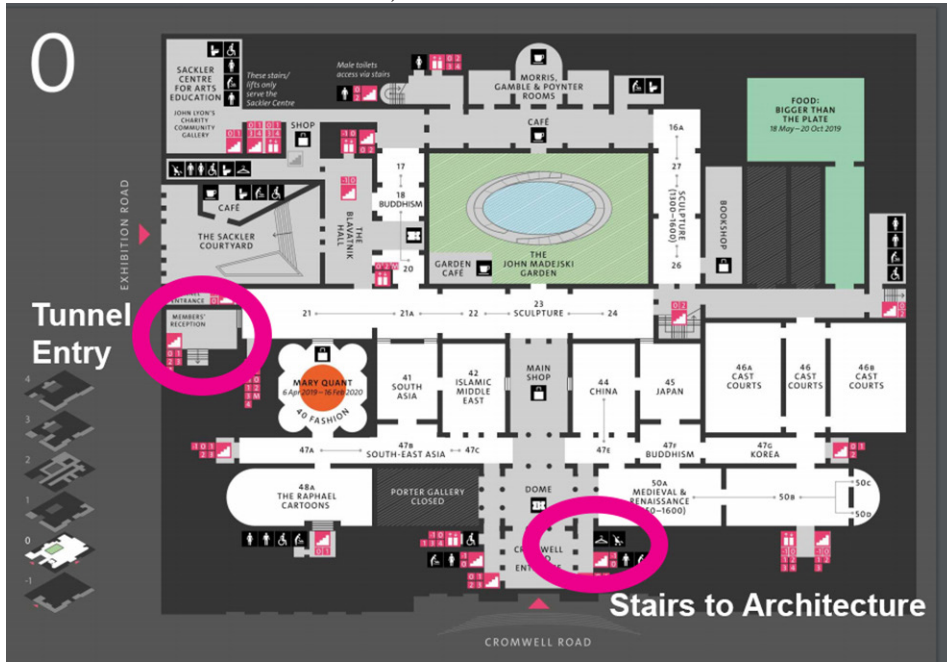 0
SACKLER
CENTRE
FOR ARTS
EDUCATION
JOHN LYON'S
CHARITY
COMMUNITY
GALLERY
These stairs/
lifts only
serve the
Sackler Centre
Male toilets
access via stairs
SHOP
MORRIS,
GAMBLE & POYNTER
ROOMS
CAFÉ
16A
27
SCULPTURE
(1300–1600)
26
FOOD:
BIGGER THAN
THE PLATE
18 May—20 Oct 2019
BOOKSHOP
17
18
BUDDHISM
20
THE
BLAVATNIK
HALL
CAFÉ
THE SACKLER
COURTYARD
EXHIBITION ROAD
GARDEN
CAFÉ
THE
JOHN MADEJSKI
GARDEN
ENTRANCE
MEMBERS'
RECEPTION
Tunnel
Entry
21
21A
22
23
SCULPTURE
24
MARY QUANT
6 Apr 2019—16 Feb 2020
40 FASHION
41
SOUTH
ASIA
42
ISLAMIC
MIDDLE
EAST
MAIN
SHOP
44
CHINA
45
JAPAN
46A
CAST
COURTS
46
CAST
COURTS
46B
CAST
COURTS
47A
47B
SOUTH-EAST ASIA
47C
47E
47F
BUDDHISM
47G
KOREA
48A
THE RAPHAEL
CARTOONS
PORTER GALLERY
CLOSED
DOME
50A
MEDIEVAL &
RENAISSANCE
50B
50C
50D
4
3
2
1
0
-1
Stairs to Architecture
CROMWELL ROAD